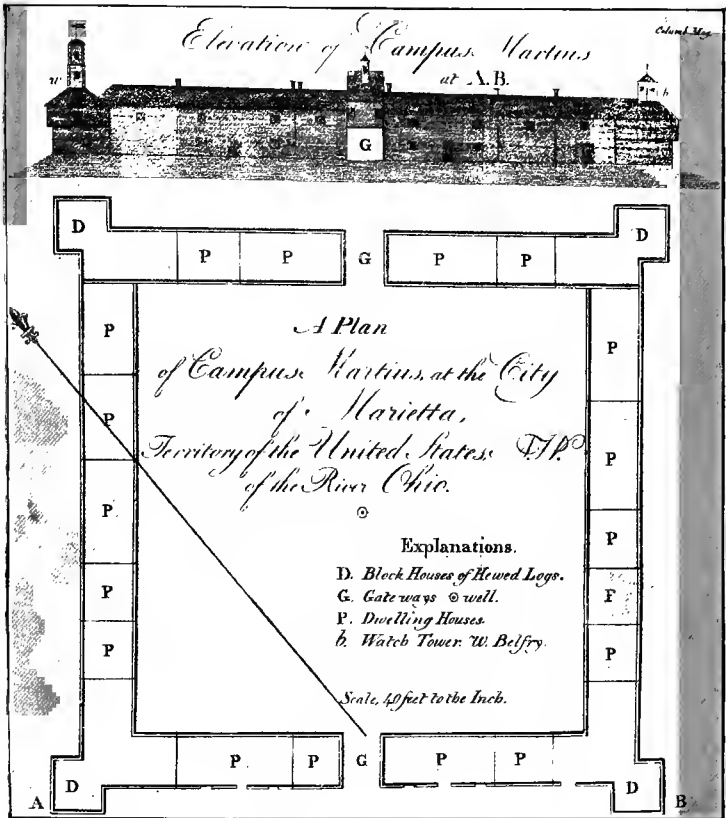 Elevation of Campus Martius
at A.B.
Columb. Mag
w
b
G
D
P P G P P
D
P
P
P
P
P
A Plan
of Campus Martius, at the City
of Marietta,
Territory of the United States
of the River Ohio.
P
P
P
F
P
Explanations.
D. Block Houses of Hewed Logs.
G. Gateways ⊙ well.
P. Dwelling Houses.
b. Watch Tower. W. Belfry.
Scale, 40 feet to the Inch.
A
D
P P G P P
D
B